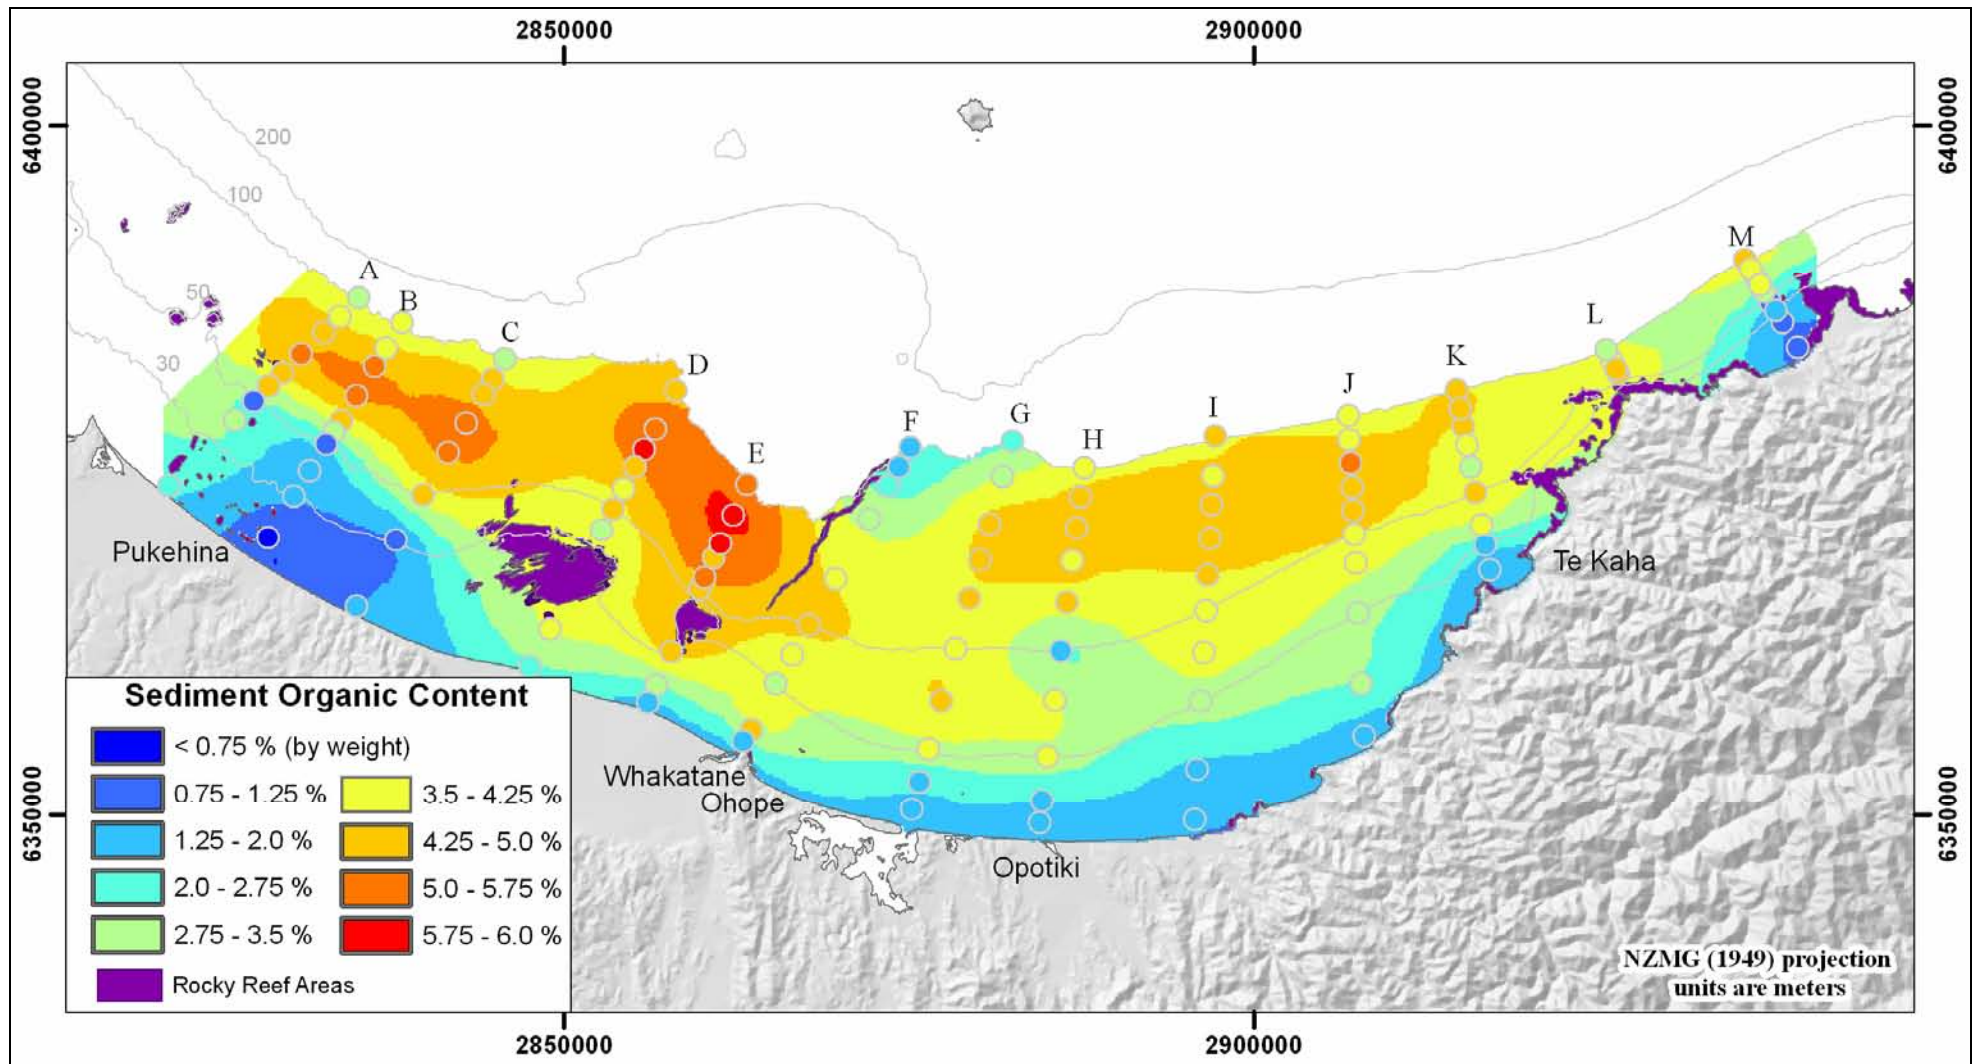 2850000
2900000
6400000
6400000
200
100
50
30
A
B
C
D
E
F
G
H
I
J
K
L
M
Pukehina
Te Kaha
Whakatane
Ohope
Opotiki
Sediment Organic Content
< 0.75 % (by weight)
0.75 - 1.25 %
1.25 - 2.0 %
2.0 - 2.75 %
2.75 - 3.5 %
3.5 - 4.25 %
4.25 - 5.0 %
5.0 - 5.75 %
5.75 - 6.0 %
Rocky Reef Areas
6350000
6350000
NZMG (1949) projection
units are meters
2850000
2900000